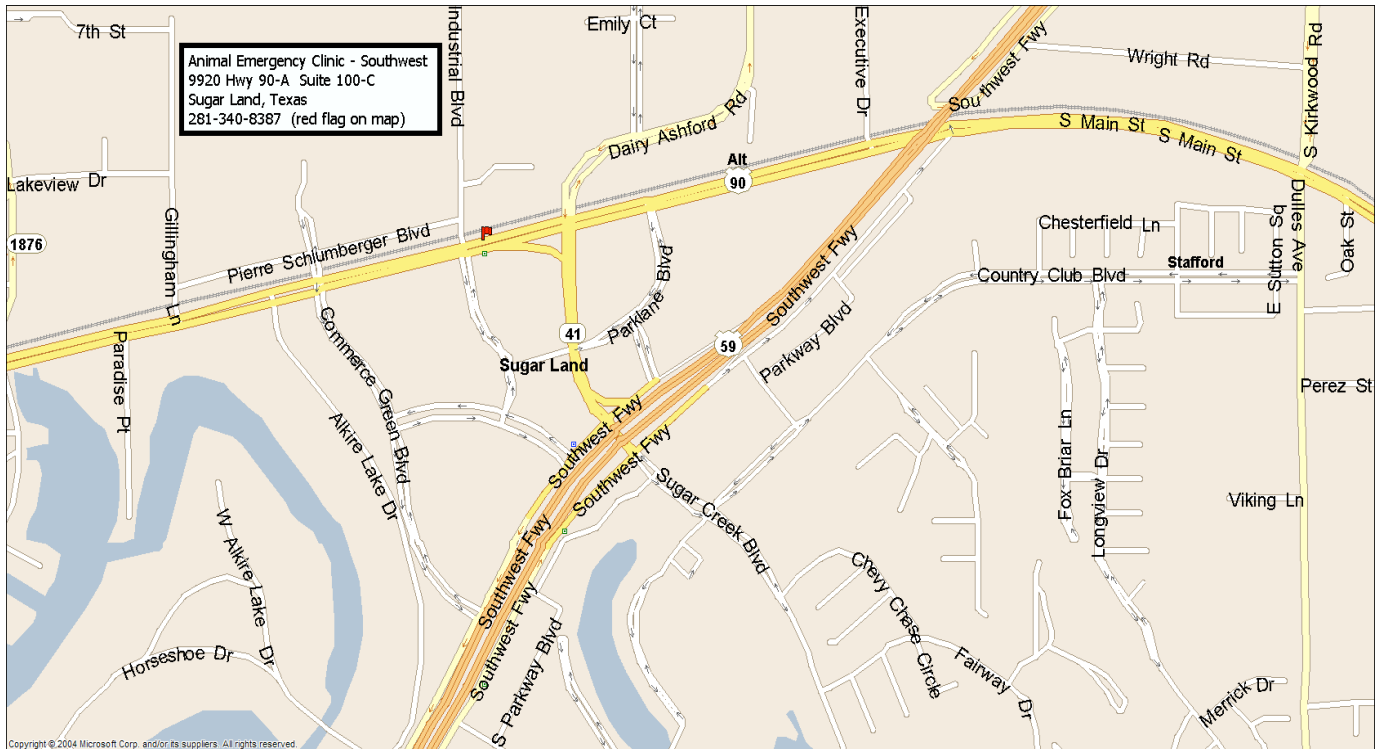 7th St
Industrial Blvd
Emily Ct
Executive Dr
Southwest Fwy
S Kirkwood Rd
Wright Rd
Animal Emergency Clinic - Southwest
9920 Hwy 90-A Suite 100-C
Sugar Land, Texas
281-340-8387 (red flag on map)
Dairy Ashford Rd
S Main St
S Main St
Alt
90
Lakeview Dr
Gillingham Ln
1876
Pierre Schlumberger Blvd
Dulles Ave
Chesterfield Ln
E Sutton Sq
Oak St
Stafford
Country Club Blvd
Southwest Fwy
Parklane Blvd
41
59
Sugar Land
Parkway Blvd
Paradise Pt
Commerce Green Blvd
Alkire Lake Dr
Perez St
Southwest Fwy
Southwest Fwy
Sugar Creek Blvd
Fox Briar Ln
Longview Dr
Viking Ln
W Alkire Lake Dr
Southwest Fwy
Southwest Fwy
Chevy Chase Circle
Horseshoe Dr
S Parkway Blvd
Fairway Dr
Merrick Dr
Copyright © 2004 Microsoft Corp. and/or its suppliers. All rights reserved.